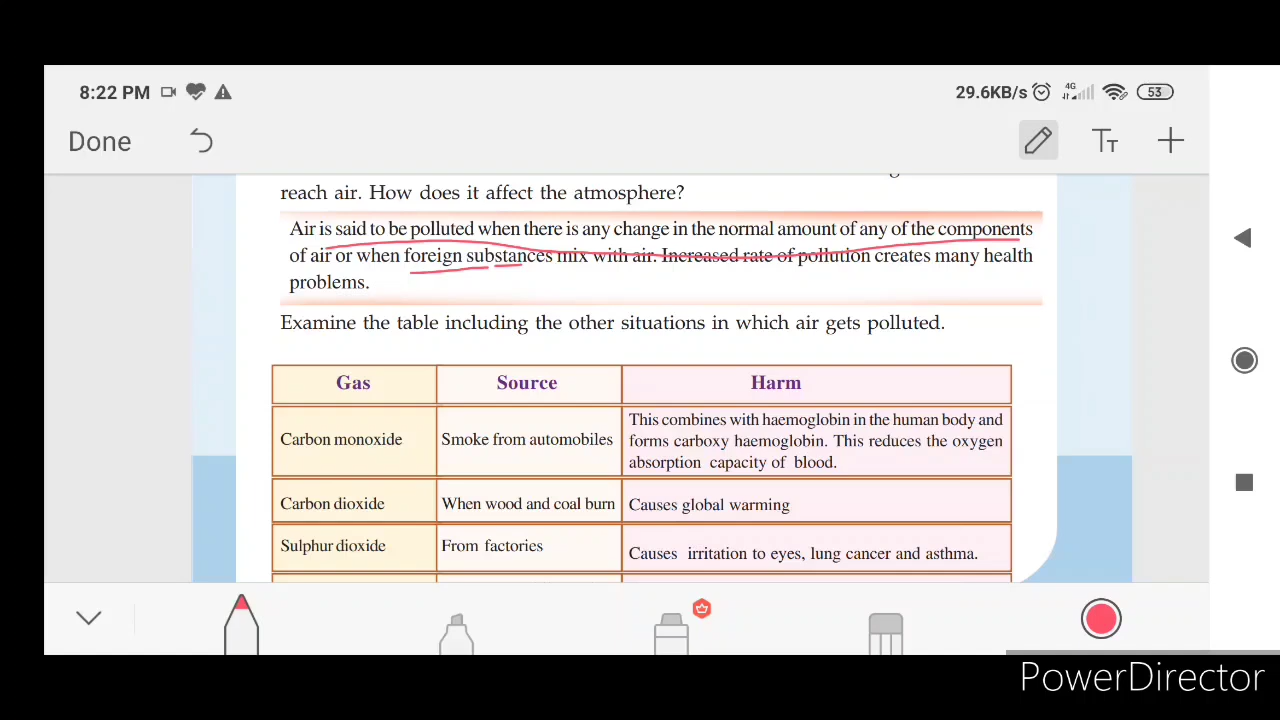 8:22 PM
29.6KB/s 4G 53
Done
TT
reach air. How does it affect the atmosphere?
Air is said to be polluted when there is any change in the normal amount of any of the components
of air or when foreign substances mix with air. Increased rate of pollution creates many health
problems.
Examine the table including the other situations in which air gets polluted.
Gas Source Harm
Carbon monoxide Smoke from automobiles This combines with haemoglobin in the human body and
forms carboxy haemoglobin. This reduces the oxygen
absorption capacity of blood.
Carbon dioxide When wood and coal burn Causes global warming
Sulphur dioxide From factories Causes irritation to eyes, lung cancer and asthma.
PowerDirector